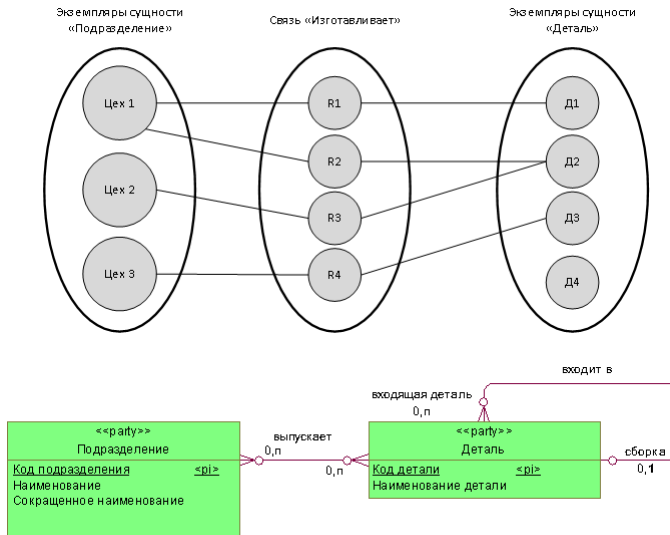 Экземпляры сущности
«Подразделение»
Связь «Изготавливает»
Экземпляры сущности
«Деталь»
Цех 1
R1
Д1
R2
Д2
Цех 2
R3
Д3
Цех 3
R4
Д4
входит в
входящая деталь
0,n
<<party>>
Подразделение
Код подразделения <pi>
Наименование
Сокращенное наименование
выпускает
0,n
0,n
<<party>>
Деталь
Код детали <pi>
Наименование детали
сборка
0,1